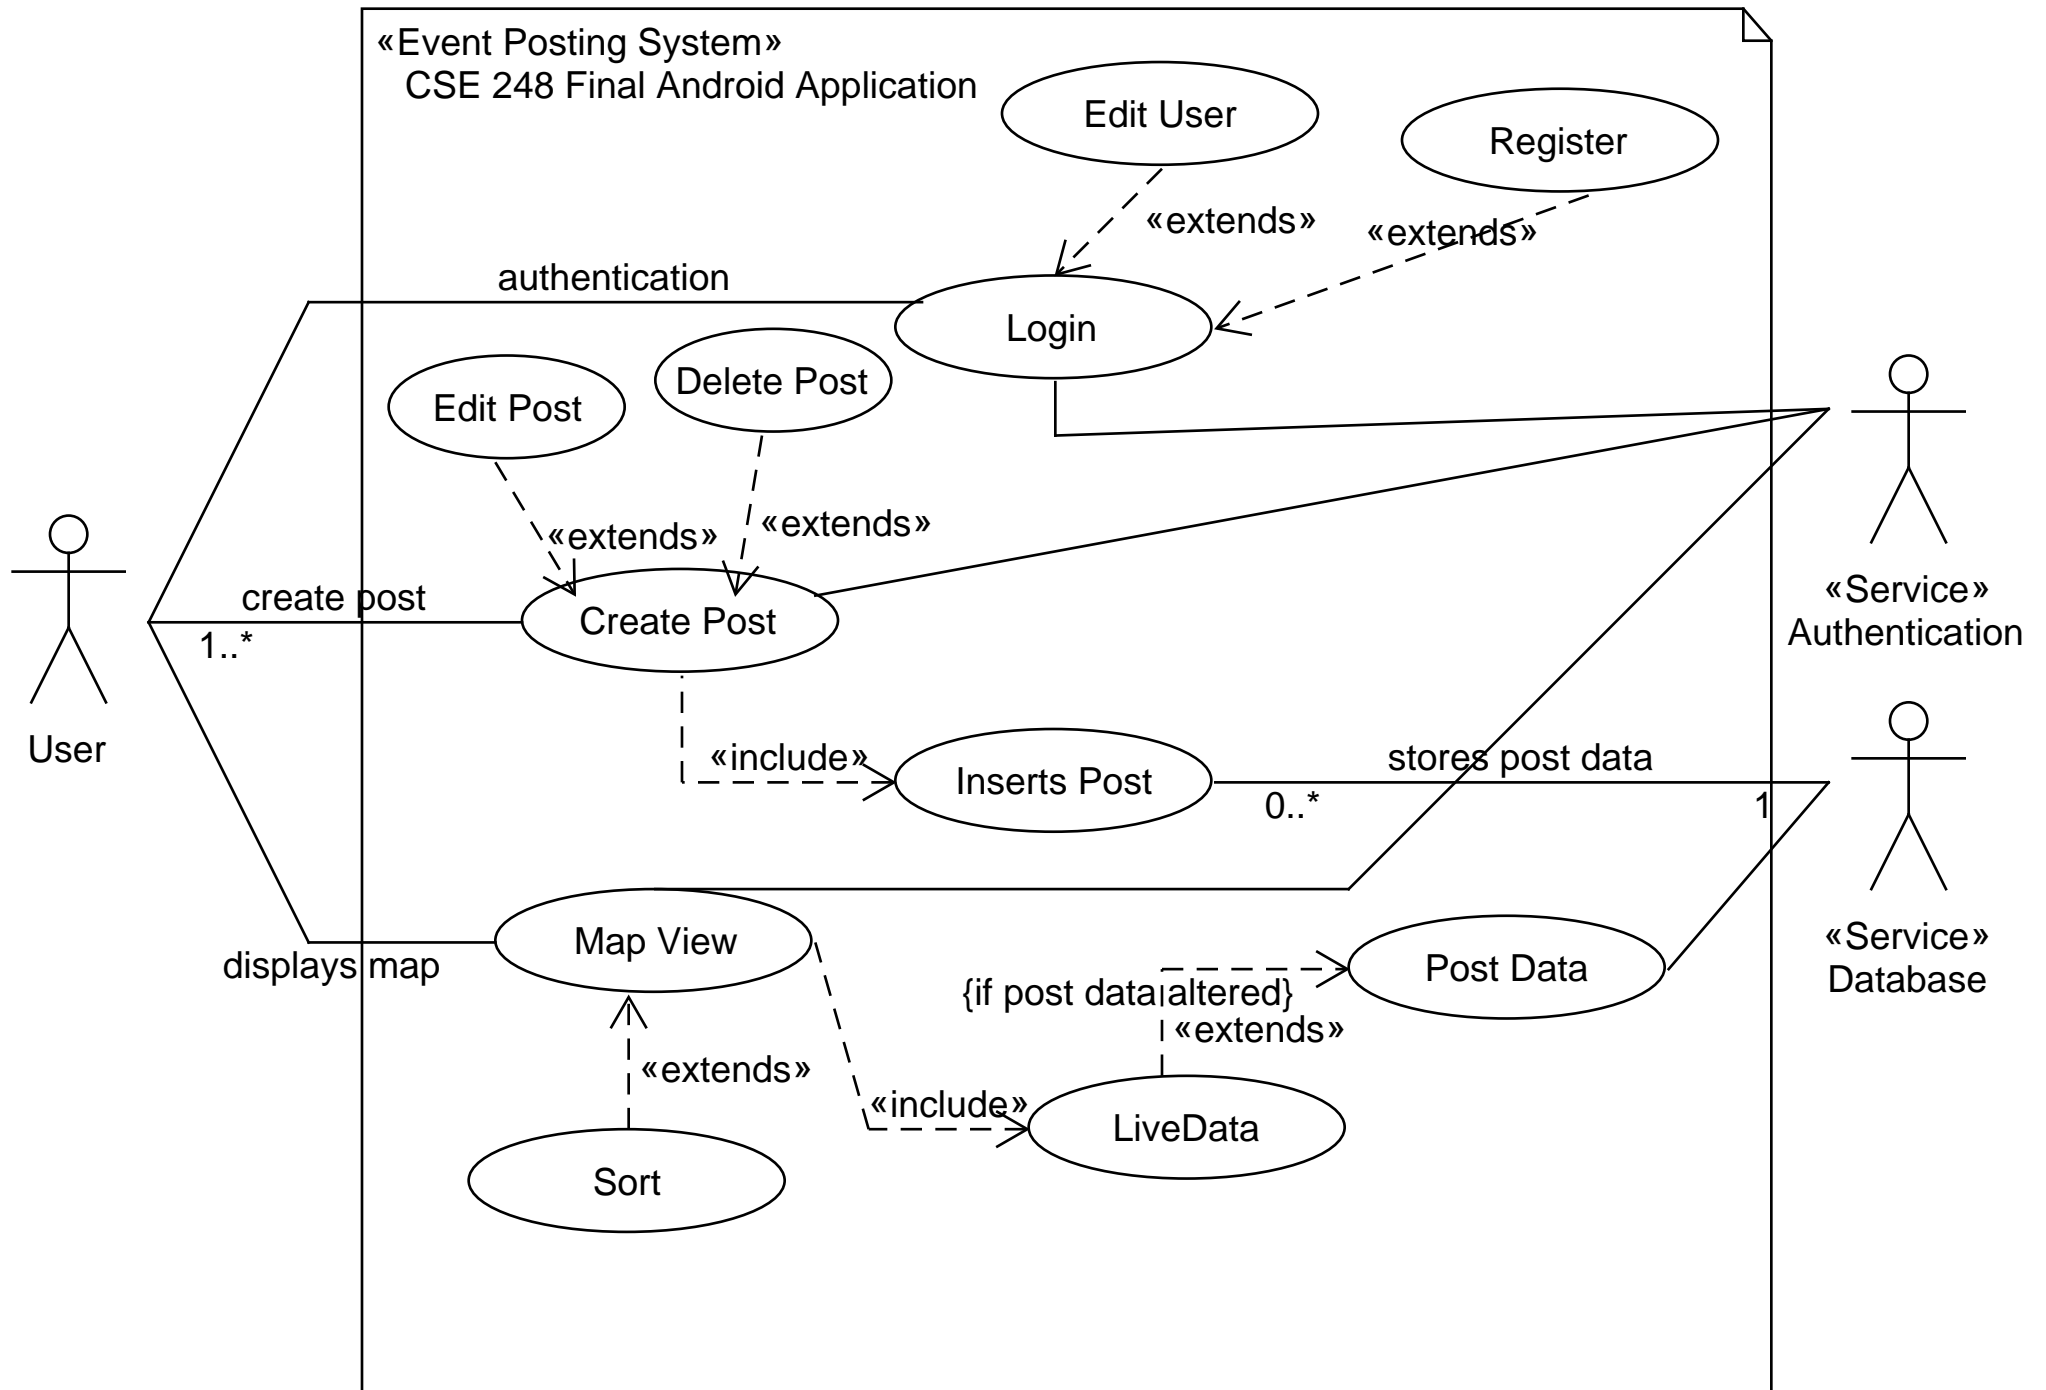 «Event Posting System»
CSE 248 Final Android Application
Edit User
Register
«extends»
«extends»
authentication
Login
Delete Post
Edit Post
«extends»
«extends»
create post
1..*
Create Post
«Service»
Authentication
User
«include»
Inserts Post
stores post data
0..*
1
Map View
displays map
{if post data altered}
«extends»
Post Data
«Service»
Database
«extends»
«include»
LiveData
Sort